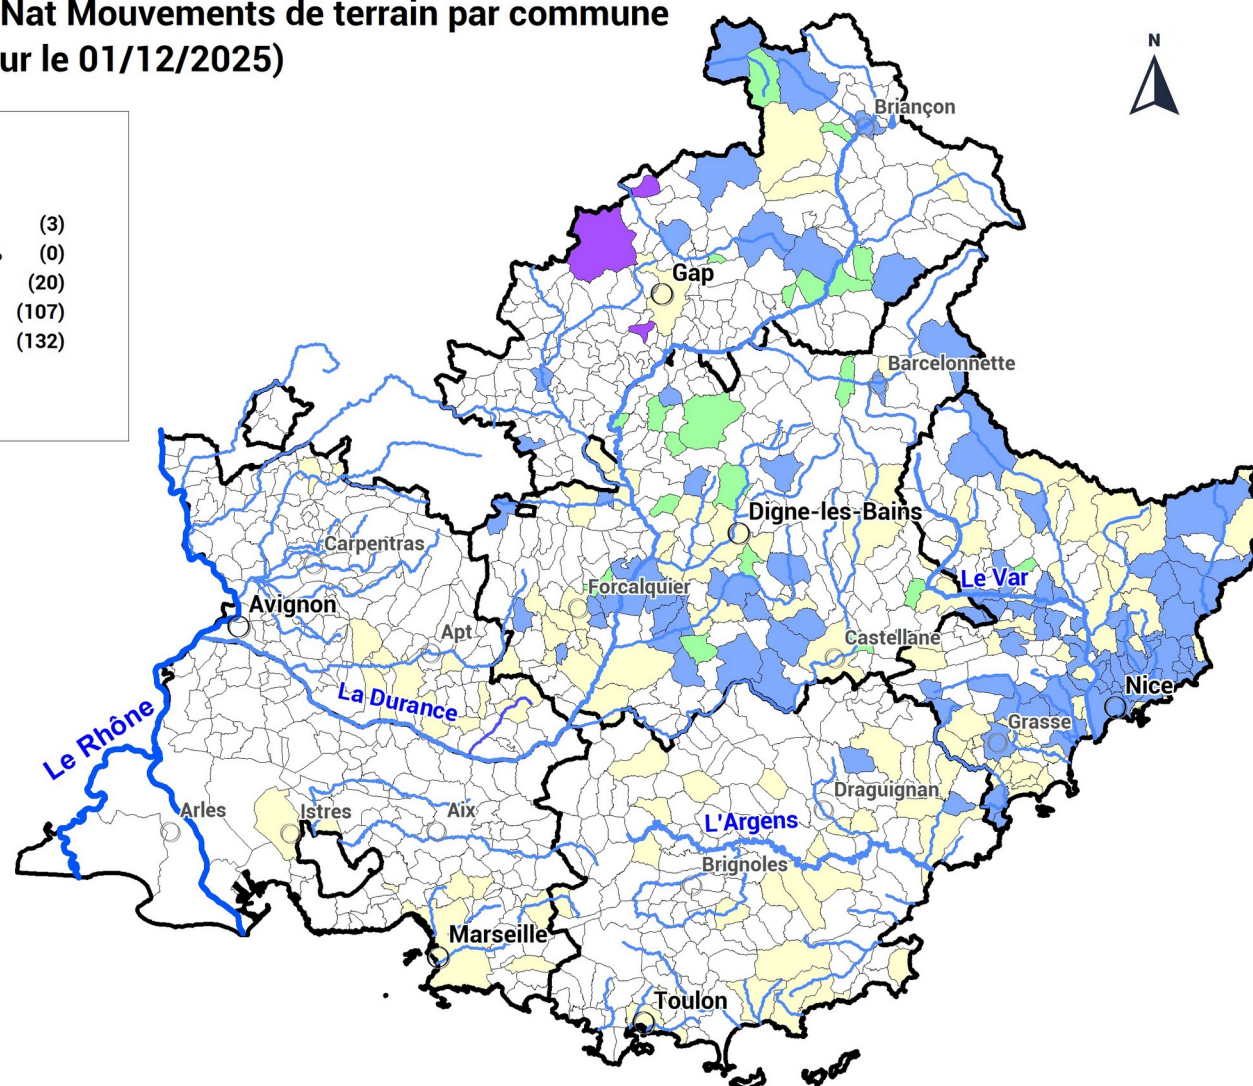 Nat Mouvements de terrain par commune
ur le 01/12/2025)
N
Briançon
(3)
(0)
(20)
(107)
(132)
Gap
Barcelonnette
Digne-les-Bains
Carpentras
Le Var
Forcalquier
Avignon
Apt
Castellane
La Durance
Nice
Le Rhône
Grasse
Draguignan
Arles
Istres
Aix
L'Argens
Brignoles
Marseille
Toulon